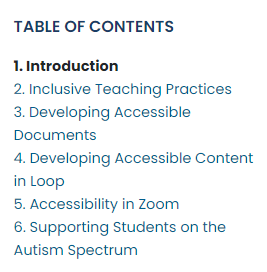 TABLE OF CONTENTS
1. Introduction
2. Inclusive Teaching Practices
3. Developing Accessible
Documents
4. Developing Accessible Content
in Loop
5. Accessibility in Zoom
6. Supporting Students on the
Autism Spectrum